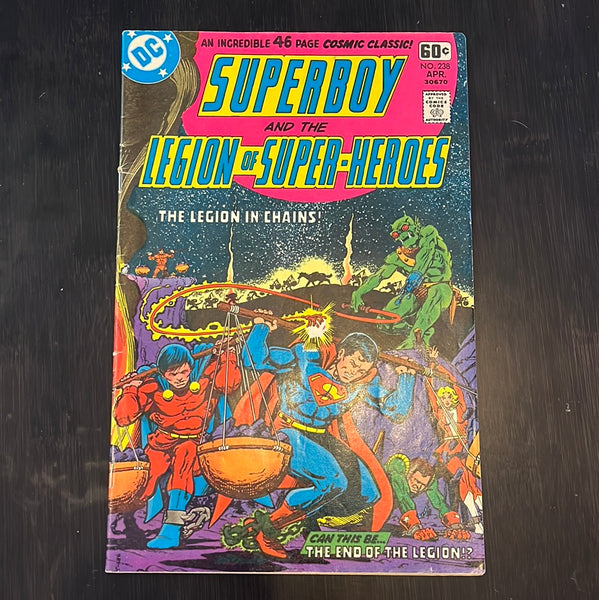 DC
AN INCREDIBLE 46 PAGE COSMIC CLASSIC!
60¢
NO. 238
APR.
30670
APPROVED
BY THE
COMICS
CODE
AUTHORITY
SUPERBOY
AND THE
LEGION OF SUPER-HEROES
THE LEGION IN CHAINS!
CAN THIS BE...
THE END OF THE LEGION!?